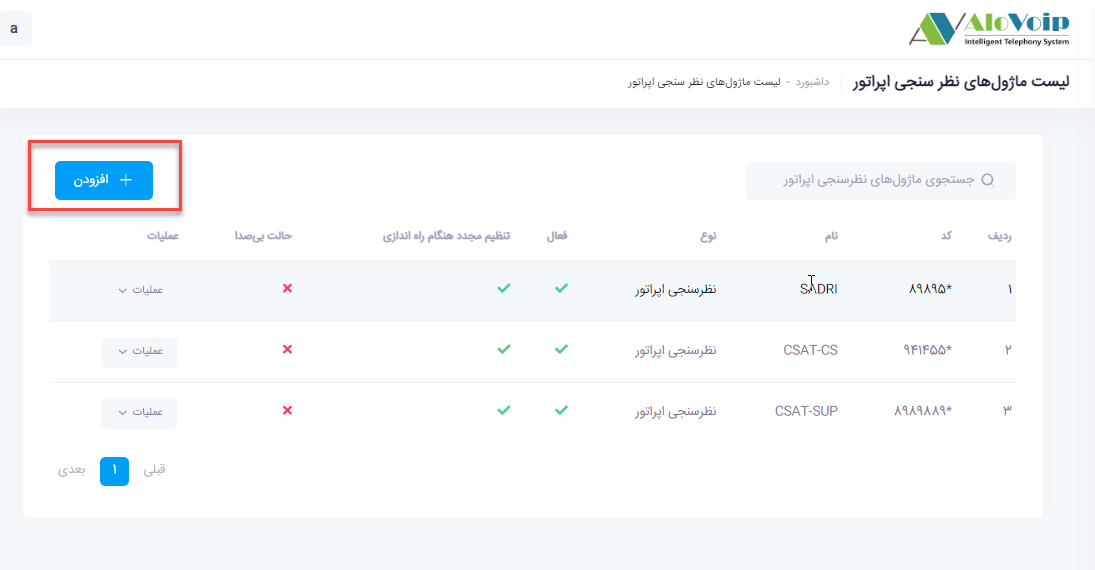 a
AloVoip
Intelligent Telephony System
لیست ماژول‌های نظر سنجی اپراتور
داشبورد - لیست ماژول‌های نظر سنجی اپراتور
جستجوی ماژول‌های نظرسنجی اپراتور
+ افزودن
ردیف کد نام نوع فعال تنظیم مجدد هنگام راه اندازی حالت بی‌صدا عملیات
۱ *۸۹۸۹۵ SADRI نظرسنجی اپراتور عملیات
۲ *۹۴۱۴۵۵ CSAT-CS نظرسنجی اپراتور عملیات
۳ *۸۹۸۹۸۸۹ CSAT-SUP نظرسنجی اپراتور عملیات
قبلی ۱ بعدی